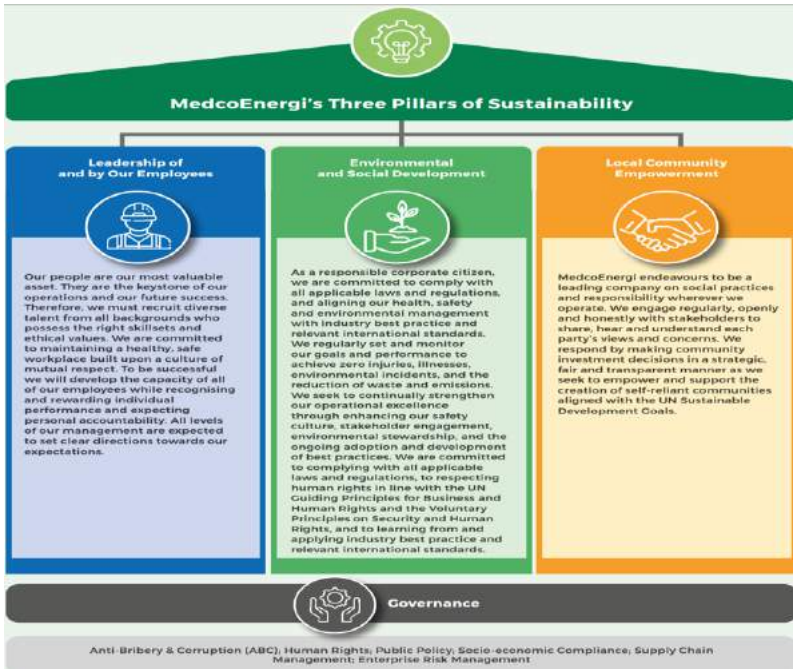 MedcoEnergi's Three Pillars of Sustainability
Leadership of
and by Our Employees
Our people are our most valuable
asset. They are the keystone of our
operations and our future success.
Therefore, we must recruit diverse
talent from all backgrounds who
possess the right skillsets and
ethical values. We are committed
to maintaining a healthy, safe
workplace built upon a culture of
mutual respect. To be successful
we will develop the capacity of all
of our employees while recognising
and rewarding individual
performance and expecting
personal accountability. All levels
of our management are expected
to set clear directions towards our
expectations.
Environmental
and Social Development
As a responsible corporate citizen,
we are committed to comply with
all applicable laws and regulations,
and aligning our health, safety
and environmental management
with industry best practice and
relevant international standards.
We regularly set and monitor
our goals and performance to
achieve zero injuries, illnesses,
environmental incidents, and the
reduction of waste and emissions.
We seek to continually strengthen
our operational excellence
through enhancing our safety
culture, stakeholder engagement,
environmental stewardship, and the
ongoing adoption and development
of best practices. We are committed
to complying with all applicable
laws and regulations, to respecting
human rights in line with the UN
Guiding Principles for Business and
Human Rights and the Voluntary
Principles on Security and Human
Rights, and to learning from and
applying industry best practice and
relevant international standards.
Local Community
Empowerment
MedcoEnergi endeavours to be a
leading company on social practices
and responsibility wherever we
operate. We engage regularly, openly
and honestly with stakeholders to
share, hear and understand each
party's views and concerns. We
respond by making community
investment decisions in a strategic,
fair and transparent manner as we
seek to empower and support the
creation of self-reliant communities
aligned with the UN Sustainable
Development Goals.
Governance
Anti-Bribery & Corruption (ABC); Human Rights; Public Policy; Socio-economic Compliance; Supply Chain
Management; Enterprise Risk Management